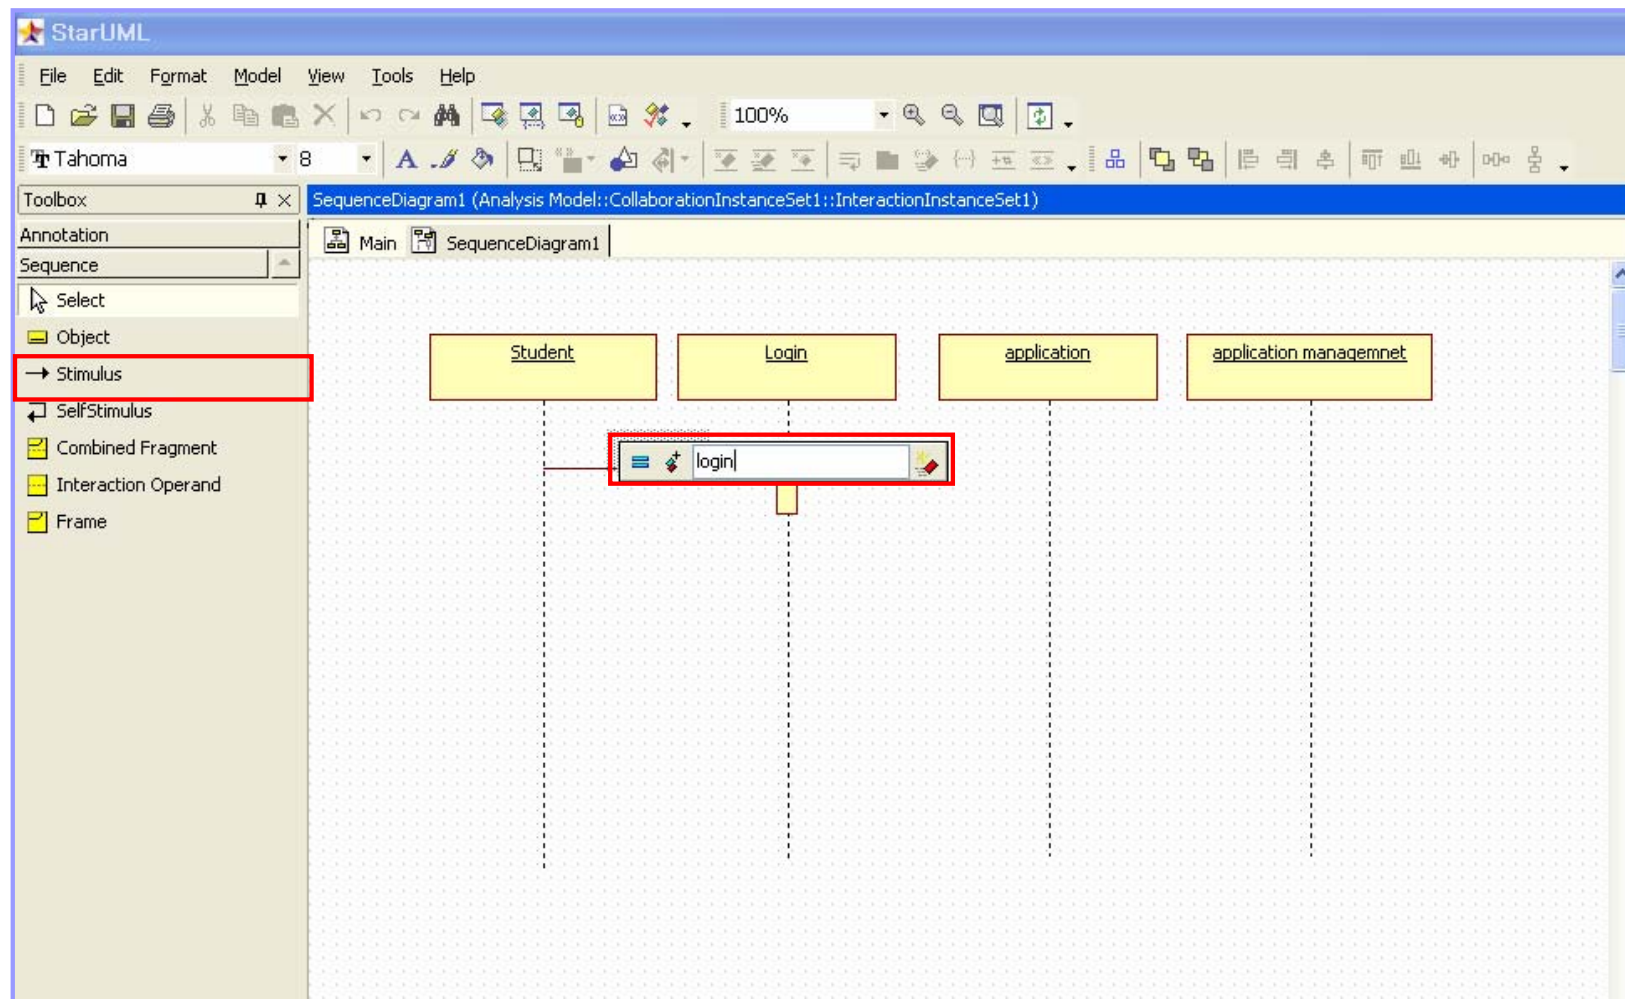 StarUML
File Edit Format Model View Tools Help
100%
Tahoma 8
Toolbox
SequenceDiagram1 (Analysis Model::CollaborationInstanceSet1::InteractionInstanceSet1)
Annotation
Main SequenceDiagram1
Sequence
Select
Object
Stimulus
SelfStimulus
Combined Fragment
Interaction Operand
Frame
Student Login application application managemnet
login